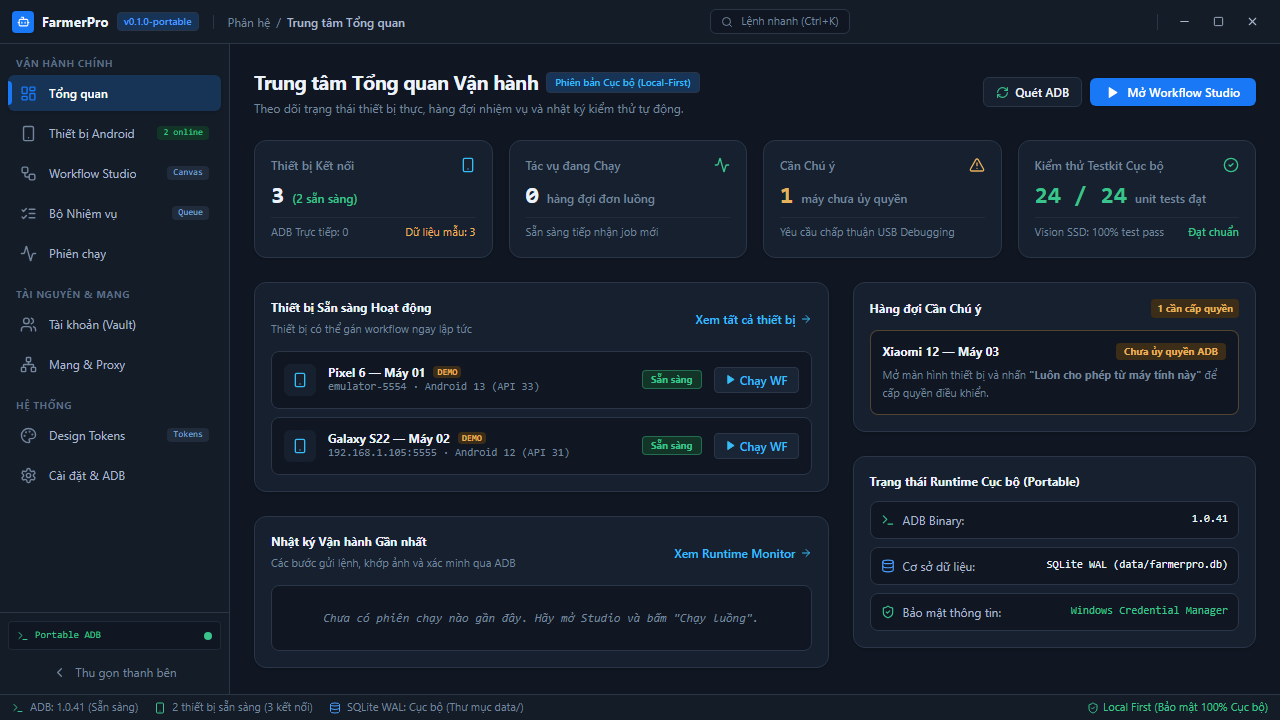 FarmerPro v0.1.0-portable Phân hệ / Trung tâm Tổng quan Lệnh nhanh (Ctrl+K)
VẬN HÀNH CHÍNH
Tổng quan
Thiết bị Android 2 online
Workflow Studio Canvas
Bộ Nhiệm vụ Queue
Phiên chạy
TÀI NGUYÊN & MẠNG
Tài khoản (Vault)
Mạng & Proxy
HỆ THỐNG
Design Tokens Tokens
Cài đặt & ADB
Portable ADB
Thu gọn thanh bên
Trung tâm Tổng quan Vận hành Phiên bản Cục bộ (Local-First)
Theo dõi trạng thái thiết bị thực, hàng đợi nhiệm vụ và nhật ký kiểm thử tự động.
Quét ADB
Mở Workflow Studio
Thiết bị Kết nối
3 (2 sẵn sàng)
ADB Trực tiếp: 0 Dữ liệu mẫu: 3
Tác vụ đang Chạy
0 hàng đợi đơn luồng
Sẵn sàng tiếp nhận job mới
Cần Chú ý
1 máy chưa ủy quyền
Yêu cầu chấp thuận USB Debugging
Kiểm thử Testkit Cục bộ
24 / 24 unit tests đạt
Vision SSD: 100% test pass Đạt chuẩn
Thiết bị Sẵn sàng Hoạt động
Thiết bị có thể gán workflow ngay lập tức
Xem tất cả thiết bị →
Pixel 6 — Máy 01 DEMO
emulator-5554 · Android 13 (API 33)
Sẵn sàng Chạy WF
Galaxy S22 — Máy 02 DEMO
192.168.1.105:5555 · Android 12 (API 31)
Sẵn sàng Chạy WF
Nhật ký Vận hành Gần nhất
Các bước gửi lệnh, khớp ảnh và xác minh qua ADB
Xem Runtime Monitor →
Chưa có phiên chạy nào gần đây. Hãy mở Studio và bấm "Chạy luồng".
Hàng đợi Cần Chú ý 1 cần cấp quyền
Xiaomi 12 — Máy 03 Chưa ủy quyền ADB
Mở màn hình thiết bị và nhấn "Luôn cho phép từ máy tính này" để
cấp quyền điều khiển.
Trạng thái Runtime Cục bộ (Portable)
ADB Binary: 1.0.41
Cơ sở dữ liệu: SQLite WAL (data/farmerpro.db)
Bảo mật thông tin: Windows Credential Manager
ADB: 1.0.41 (Sẵn sàng) 2 thiết bị sẵn sàng (3 kết nối) SQLite WAL: Cục bộ (Thư mục data/) Local First (Bảo mật 100% Cục bộ)